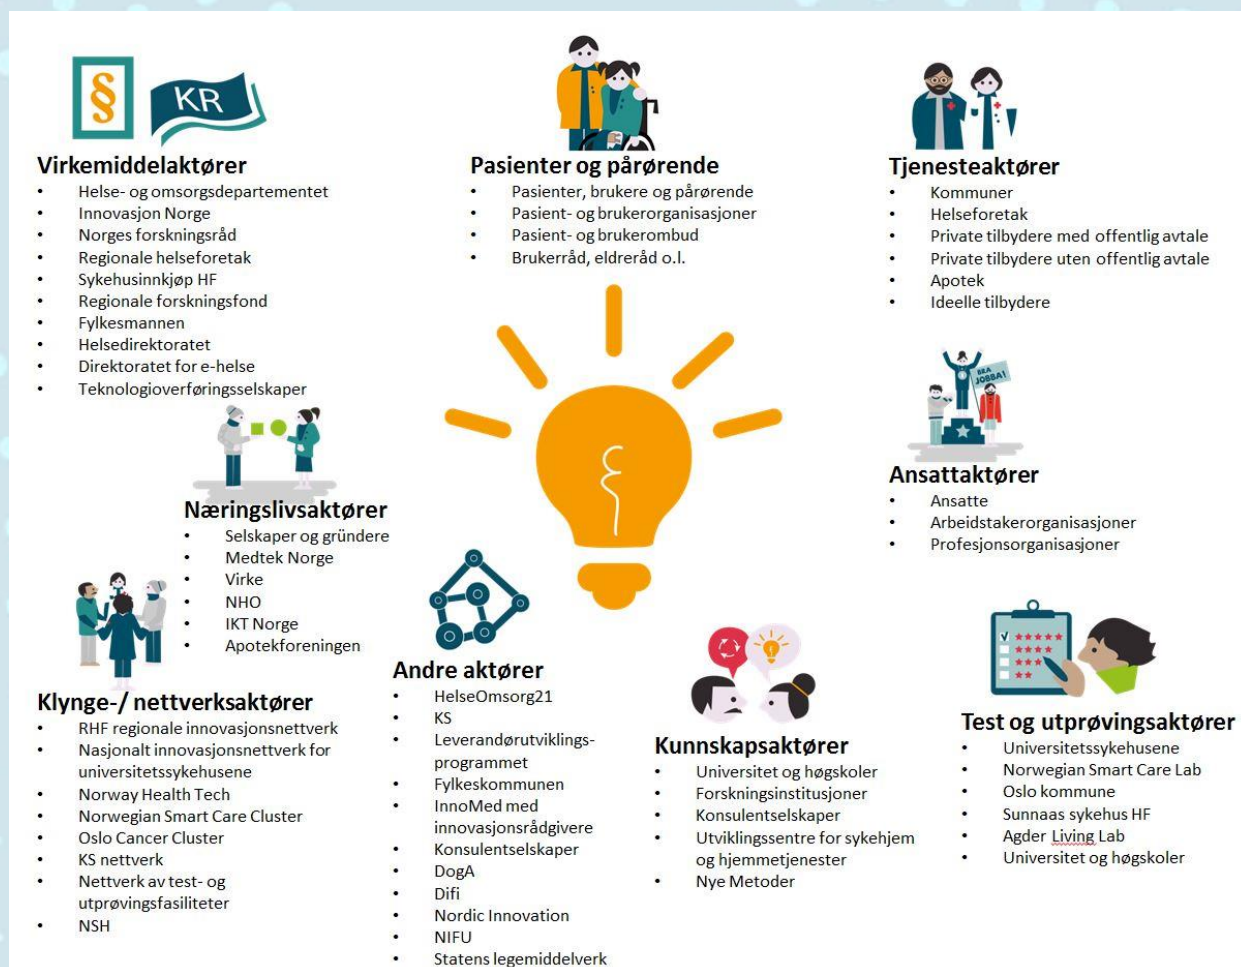 §
KR
Virkemiddelaktører
• Helse- og omsorgsdepartementet
• Innovasjon Norge
• Norges forskningsråd
• Regionale helseforetak
• Sykehusinnkjøp HF
• Regionale forskningsfond
• Fylkesmannen
• Helsedirektoratet
• Direktoratet for e-helse
• Teknologioverføringsselskaper
Pasienter og pårørende
• Pasienter, brukere og pårørende
• Pasient- og brukerorganisasjoner
• Pasient- og brukerombud
• Brukerråd, eldreråd o.l.
Tjenesteaktører
• Kommuner
• Helseforetak
• Private tilbydere med offentlig avtale
• Private tilbydere uten offentlig avtale
• Apotek
• Ideelle tilbydere
BRA
JOBBA!
Ansattaktører
• Ansatte
• Arbeidstakerorganisasjoner
• Profesjonsorganisasjoner
Næringslivsaktører
• Selskaper og gründere
• Medtek Norge
• Virke
• NHO
• IKT Norge
• Apotekforeningen
Klynge-/ nettverksaktører
• RHF regionale innovasjonsnettverk
• Nasjonalt innovasjonsnettverk for
universitetssykehusene
• Norway Health Tech
• Norwegian Smart Care Cluster
• Oslo Cancer Cluster
• KS nettverk
• Nettverk av test- og
utprøvingsfasiliteter
• NSH
Andre aktører
• HelseOmsorg21
• KS
• Leverandørutviklings-
programmet
• Fylkeskommunen
• InnoMed med
innovasjonsrådgivere
• Konsulentselskaper
• DogA
• Difi
• Nordic Innovation
• NIFU
• Statens legemiddelverk
Kunnskapsaktører
• Universitet og høgskoler
• Forskningsinstitusjoner
• Konsulentselskaper
• Utviklingssentre for sykehjem
og hjemmetjenester
• Nye Metoder
Test og utprøvingsaktører
• Universitetssykehusene
• Norwegian Smart Care Lab
• Oslo kommune
• Sunnaas sykehus HF
• Agder Living Lab
• Universitet og høgskoler